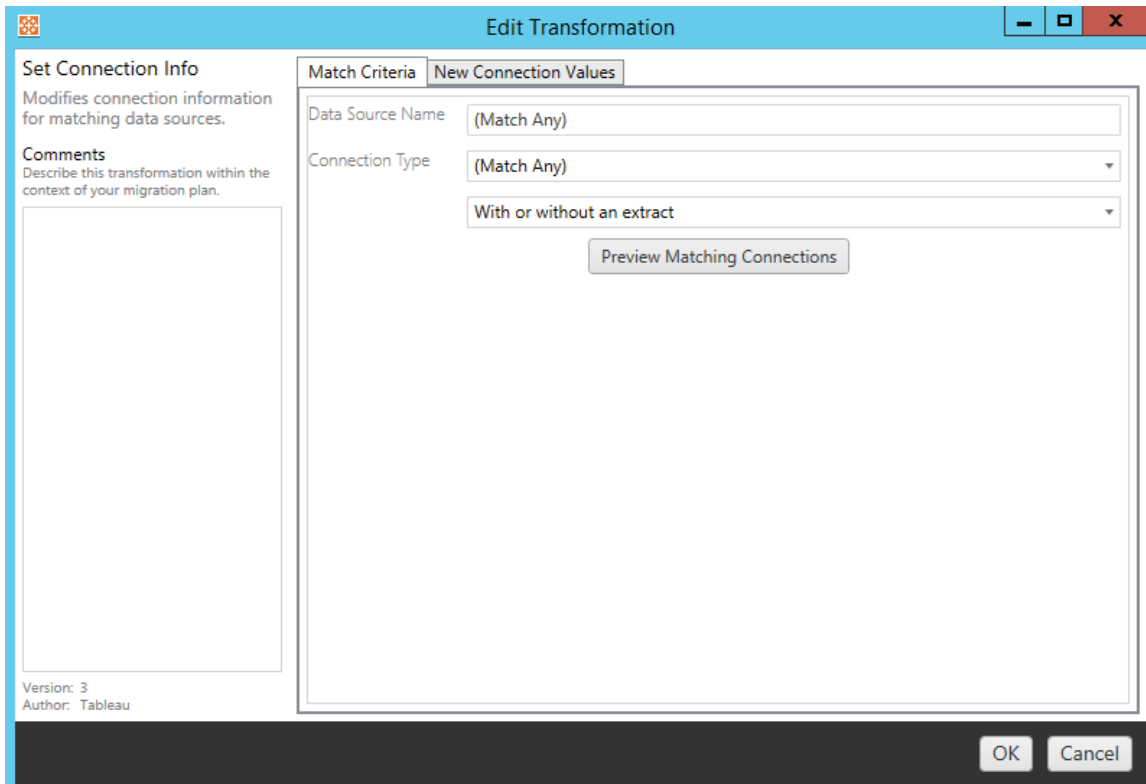 Edit Transformation
Set Connection Info
Modifies connection information
for matching data sources.
Comments
Describe this transformation within the
context of your migration plan.
Version: 3
Author: Tableau
Match Criteria
New Connection Values
Data Source Name
(Match Any)
Connection Type
(Match Any)
With or without an extract
Preview Matching Connections
OK
Cancel